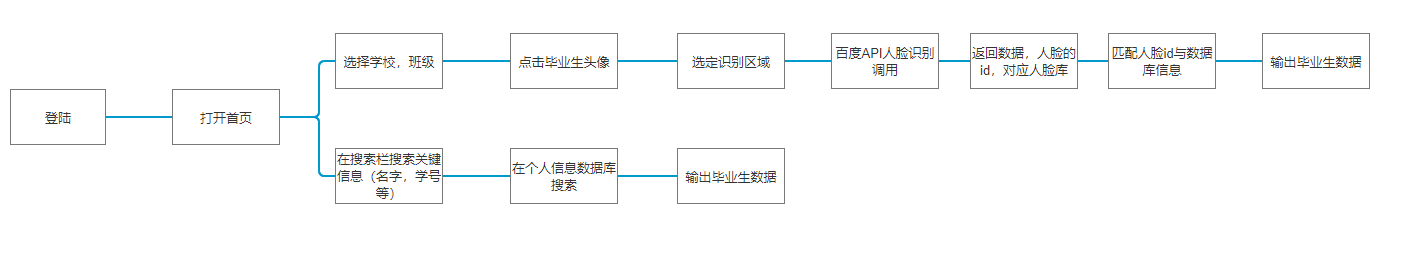 登陆
打开首页
选择学校，班级
点击毕业生头像
选定识别区域
百度API人脸识别
调用
返回数据，人脸的
id，对应人脸库
匹配人脸id与数据
库信息
输出毕业生数据
在搜索栏搜索关键
信息（名字，学号
等）
在个人信息数据库
搜索
输出毕业生数据